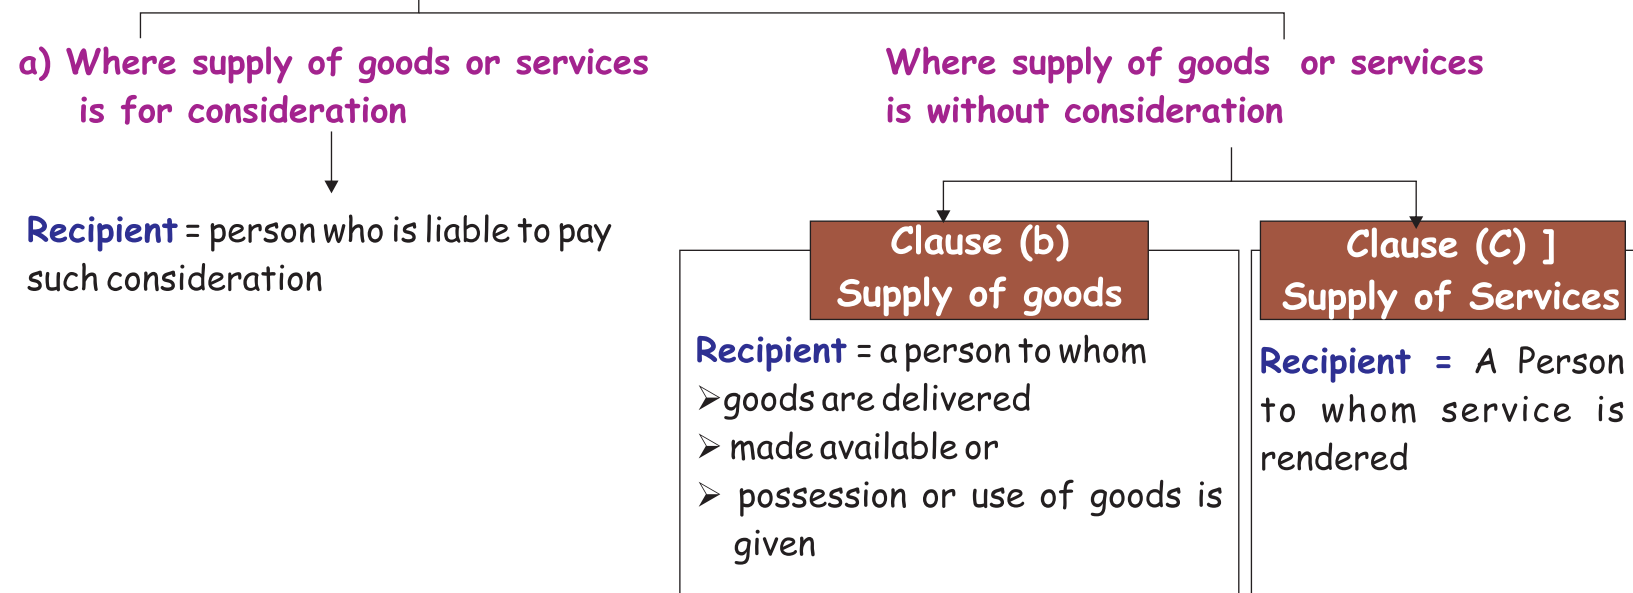 a) Where supply of goods or services
is for consideration
Recipient = person who is liable to pay
such consideration
Where supply of goods or services
is without consideration
Clause (b)
Supply of goods
Recipient = a person to whom
➢goods are delivered
➢ made available or
➢ possession or use of goods is
given
Clause (C) ]
Supply of Services
Recipient = A Person
to whom service is
rendered